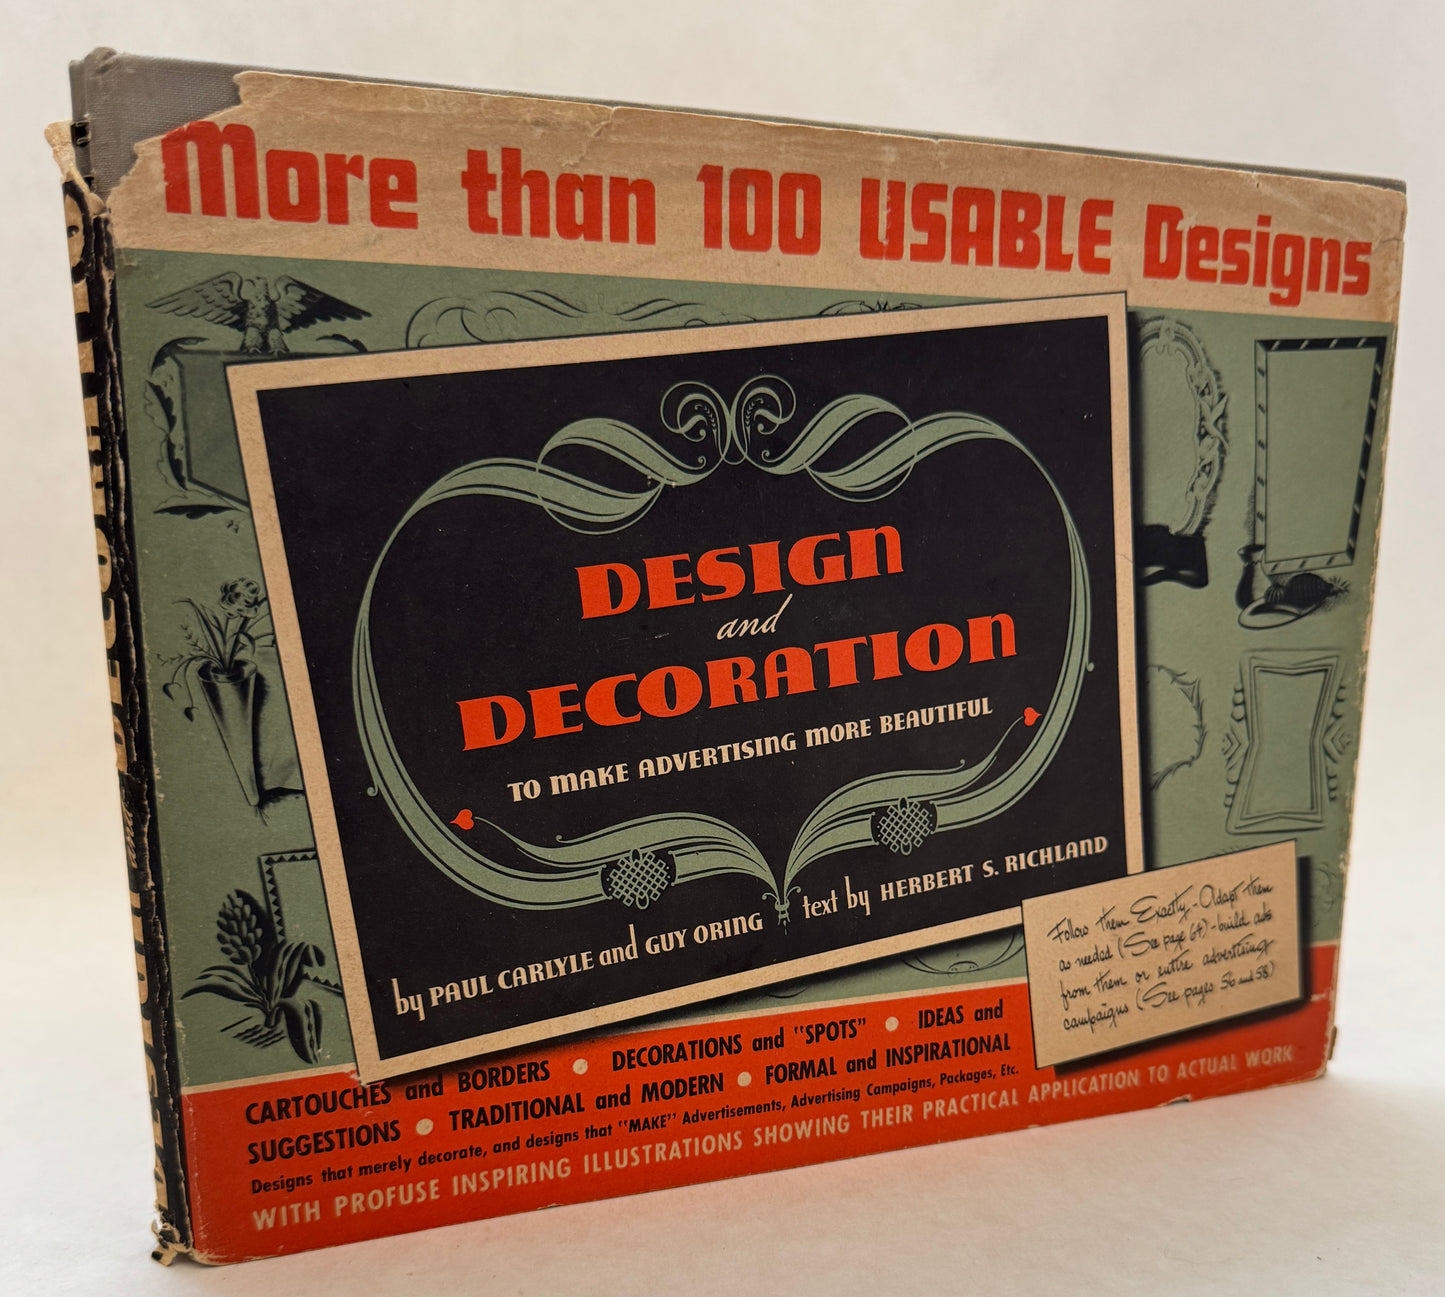 More than 100 USABLE Designs
DESIGN
and
DECORATION
TO MAKE ADVERTISING MORE BEAUTIFUL
by PAUL CARLYLE and GUY ORING text by HERBERT S. RICHLAND
Follow them Exactly - Adapt them
as needed (See page 64) - build ads
from them or entire advertising
campaigns (See pages 56 and 58)
CARTOUCHES and BORDERS • DECORATIONS and "SPOTS" • IDEAS and
SUGGESTIONS • TRADITIONAL and MODERN • FORMAL and INSPIRATIONAL
Designs that merely decorate, and designs that "MAKE" Advertisements, Advertising Campaigns, Packages, Etc.
WITH PROFUSE INSPIRING ILLUSTRATIONS SHOWING THEIR PRACTICAL APPLICATION TO ACTUAL WORK